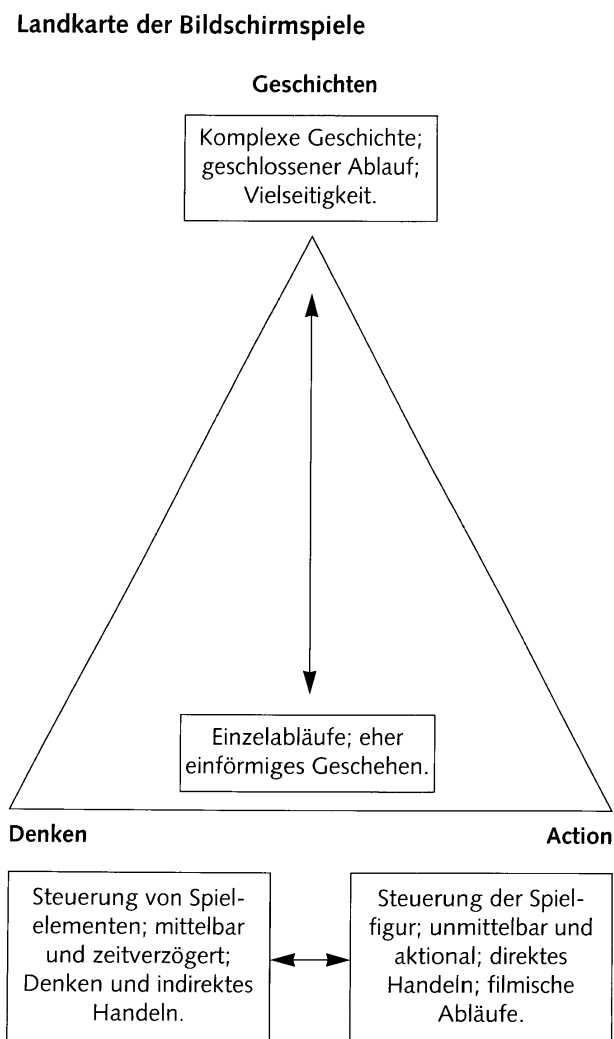 Landkarte der Bildschirmspiele
Geschichten
Komplexe Geschichte;
geschlossener Ablauf;
Vielseitigkeit.
Einzelabläufe; eher
einförmiges Geschehen.
Denken
Action
Steuerung von Spiel-
elementen; mittelbar
und zeitverzögert;
Denken und indirektes
Handeln.
Steuerung der Spiel-
figur; unmittelbar und
aktional; direktes
Handeln; filmische
Abläufe.